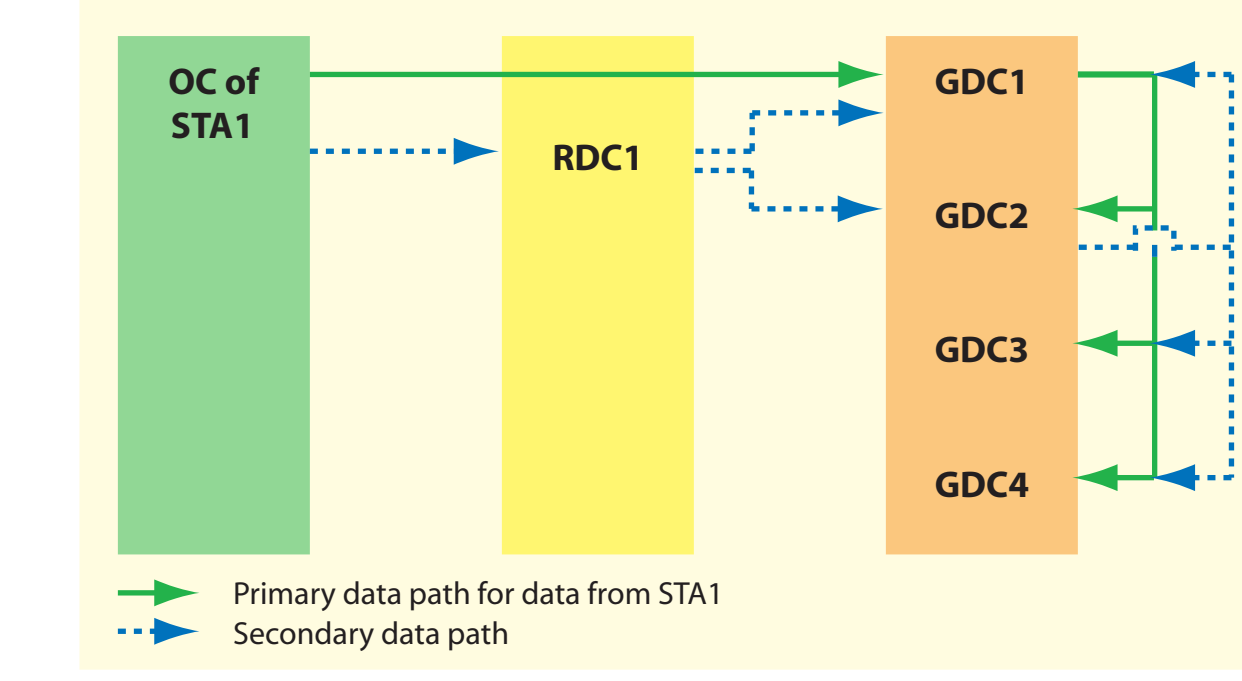 OC of
STA1
RDC1
GDC1
GDC2
GDC3
GDC4
Primary data path for data from STA1
Secondary data path